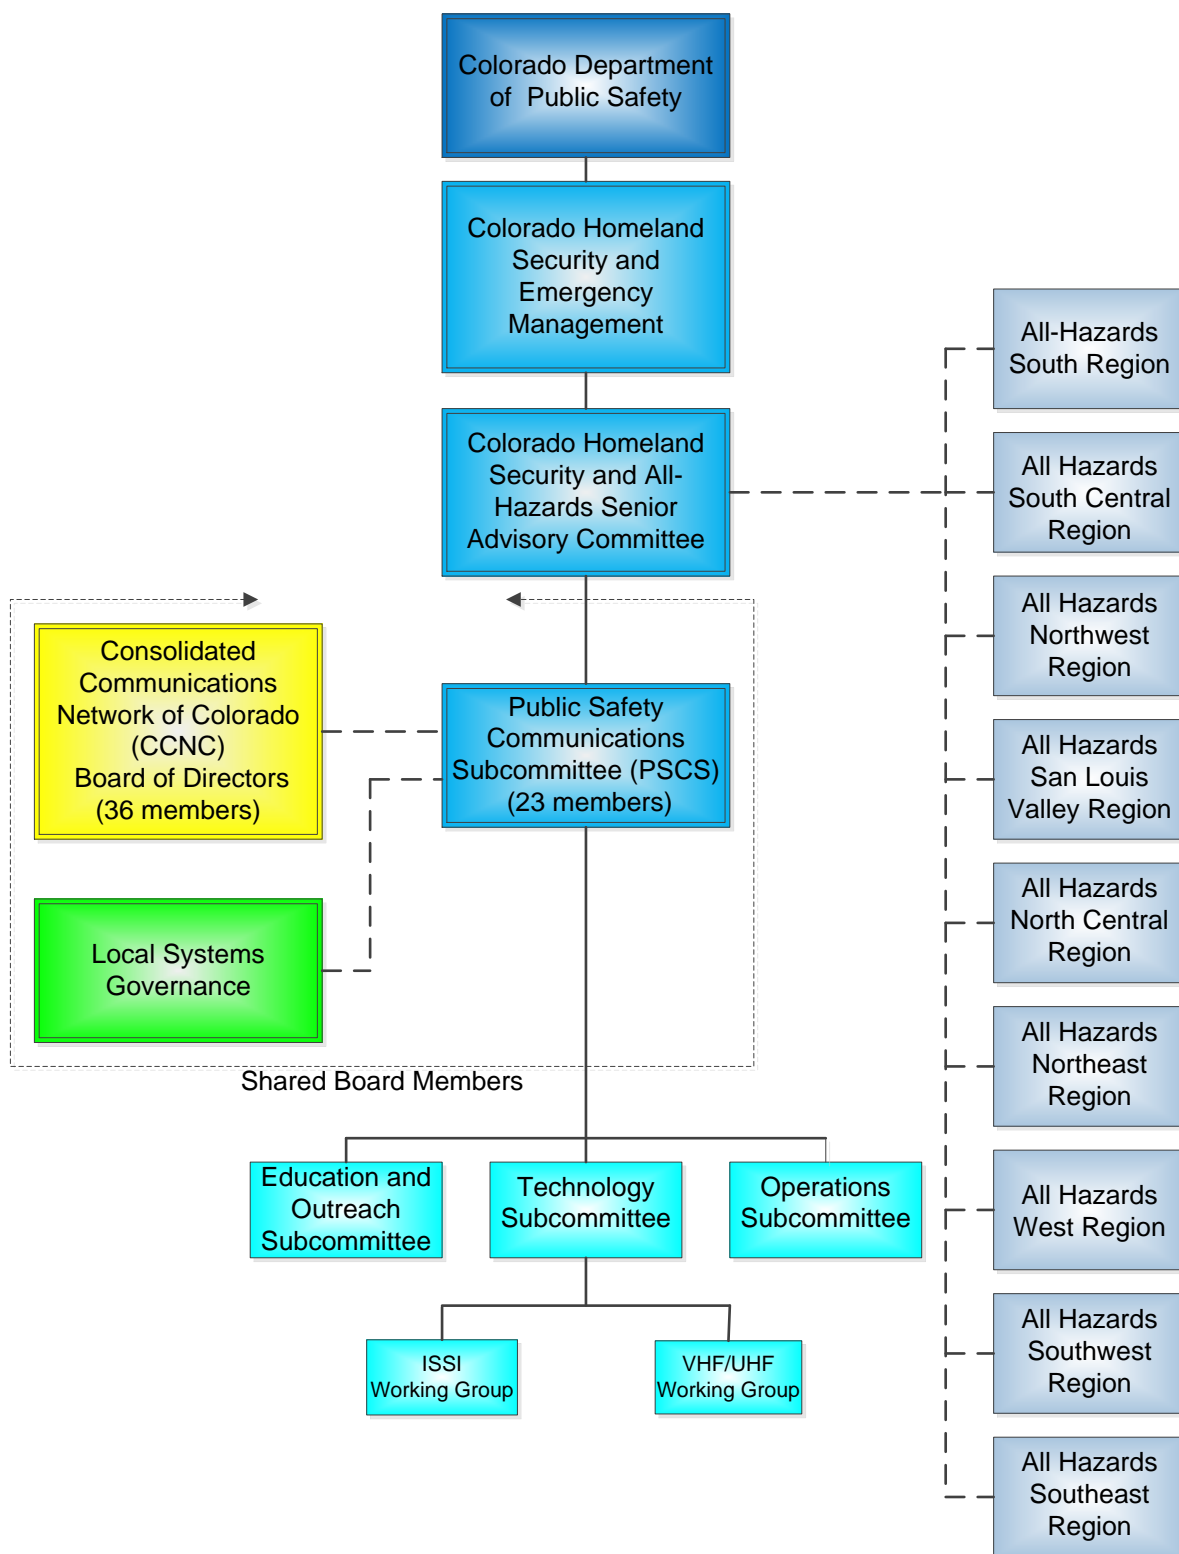 Colorado Department
of  Public Safety
Colorado Homeland
Security and
Emergency
Management
Colorado Homeland
Security and All-
Hazards Senior
Advisory Committee
Consolidated
Communications
Network of Colorado
(CCNC)
Board of Directors
(36 members)
Public Safety
Communications
Subcommittee (PSCS)
(23 members)
Local Systems
Governance
Shared Board Members
Education and
Outreach
Subcommittee
Technology
Subcommittee
Operations
Subcommittee
ISSI
Working Group
VHF/UHF
Working Group
All-Hazards
South Region
All Hazards
South Central
Region
All Hazards
Northwest
Region
All Hazards
San Louis
Valley Region
All Hazards
North Central
Region
All Hazards
Northeast
Region
All Hazards
West Region
All Hazards
Southwest
Region
All Hazards
Southeast
Region